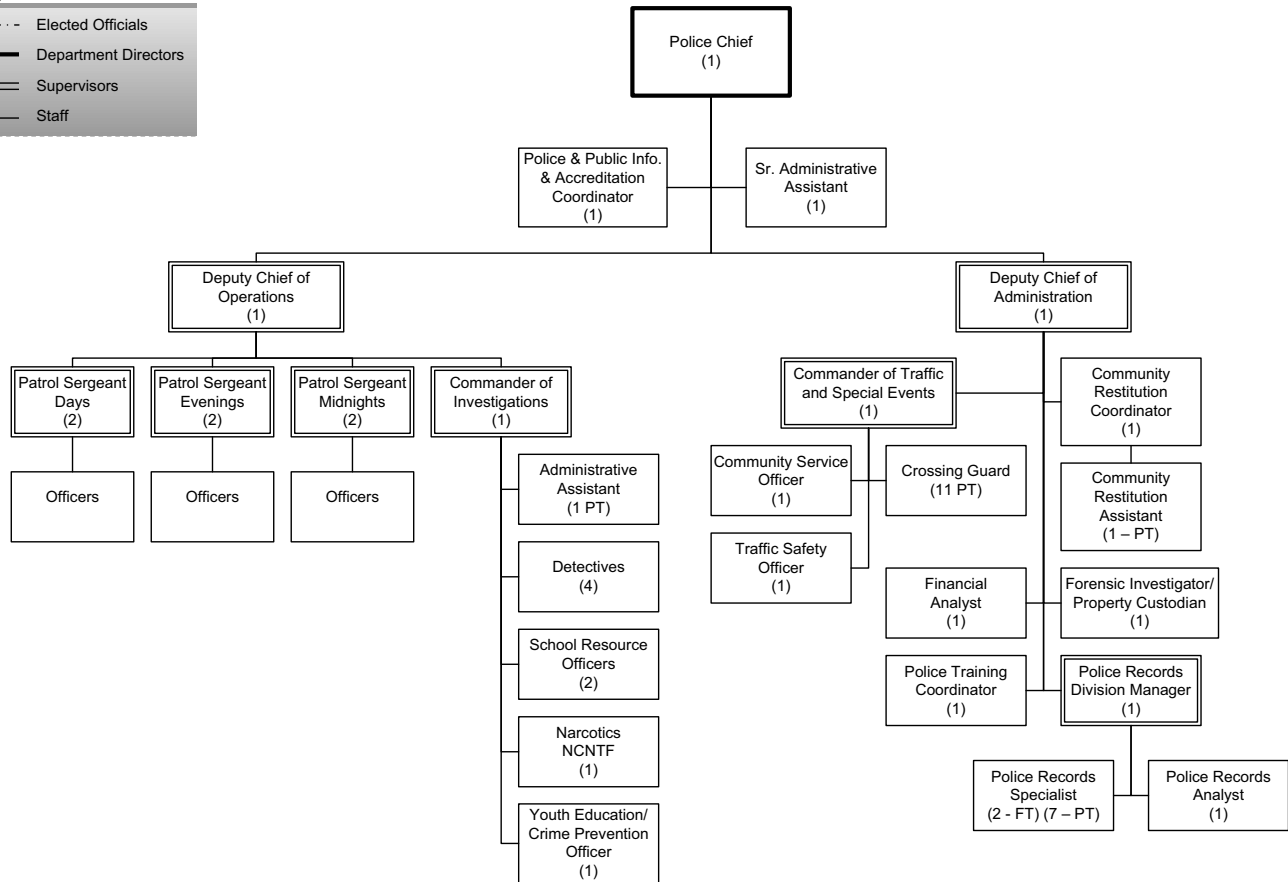 Elected Officials
Department Directors
Supervisors
Staff
Police Chief
(1)
Police & Public Info.
& Accreditation
Coordinator
(1)
Sr. Administrative
Assistant
(1)
Deputy Chief of
Operations
(1)
Deputy Chief of
Administration
(1)
Patrol Sergeant
Days
(2)
Patrol Sergeant
Evenings
(2)
Patrol Sergeant
Midnights
(2)
Commander of
Investigations
(1)
Officers
Officers
Officers
Administrative
Assistant
(1 PT)
Detectives
(4)
School Resource
Officers
(2)
Narcotics
NCNTF
(1)
Youth Education/
Crime Prevention
Officer
(1)
Commander of Traffic
and Special Events
(1)
Community
Restitution
Coordinator
(1)
Community Service
Officer
(1)
Crossing Guard
(11 PT)
Community
Restitution
Assistant
(1 – PT)
Traffic Safety
Officer
(1)
Financial
Analyst
(1)
Forensic Investigator/
Property Custodian
(1)
Police Training
Coordinator
(1)
Police Records
Division Manager
(1)
Police Records
Specialist
(2 - FT) (7 – PT)
Police Records
Analyst
(1)